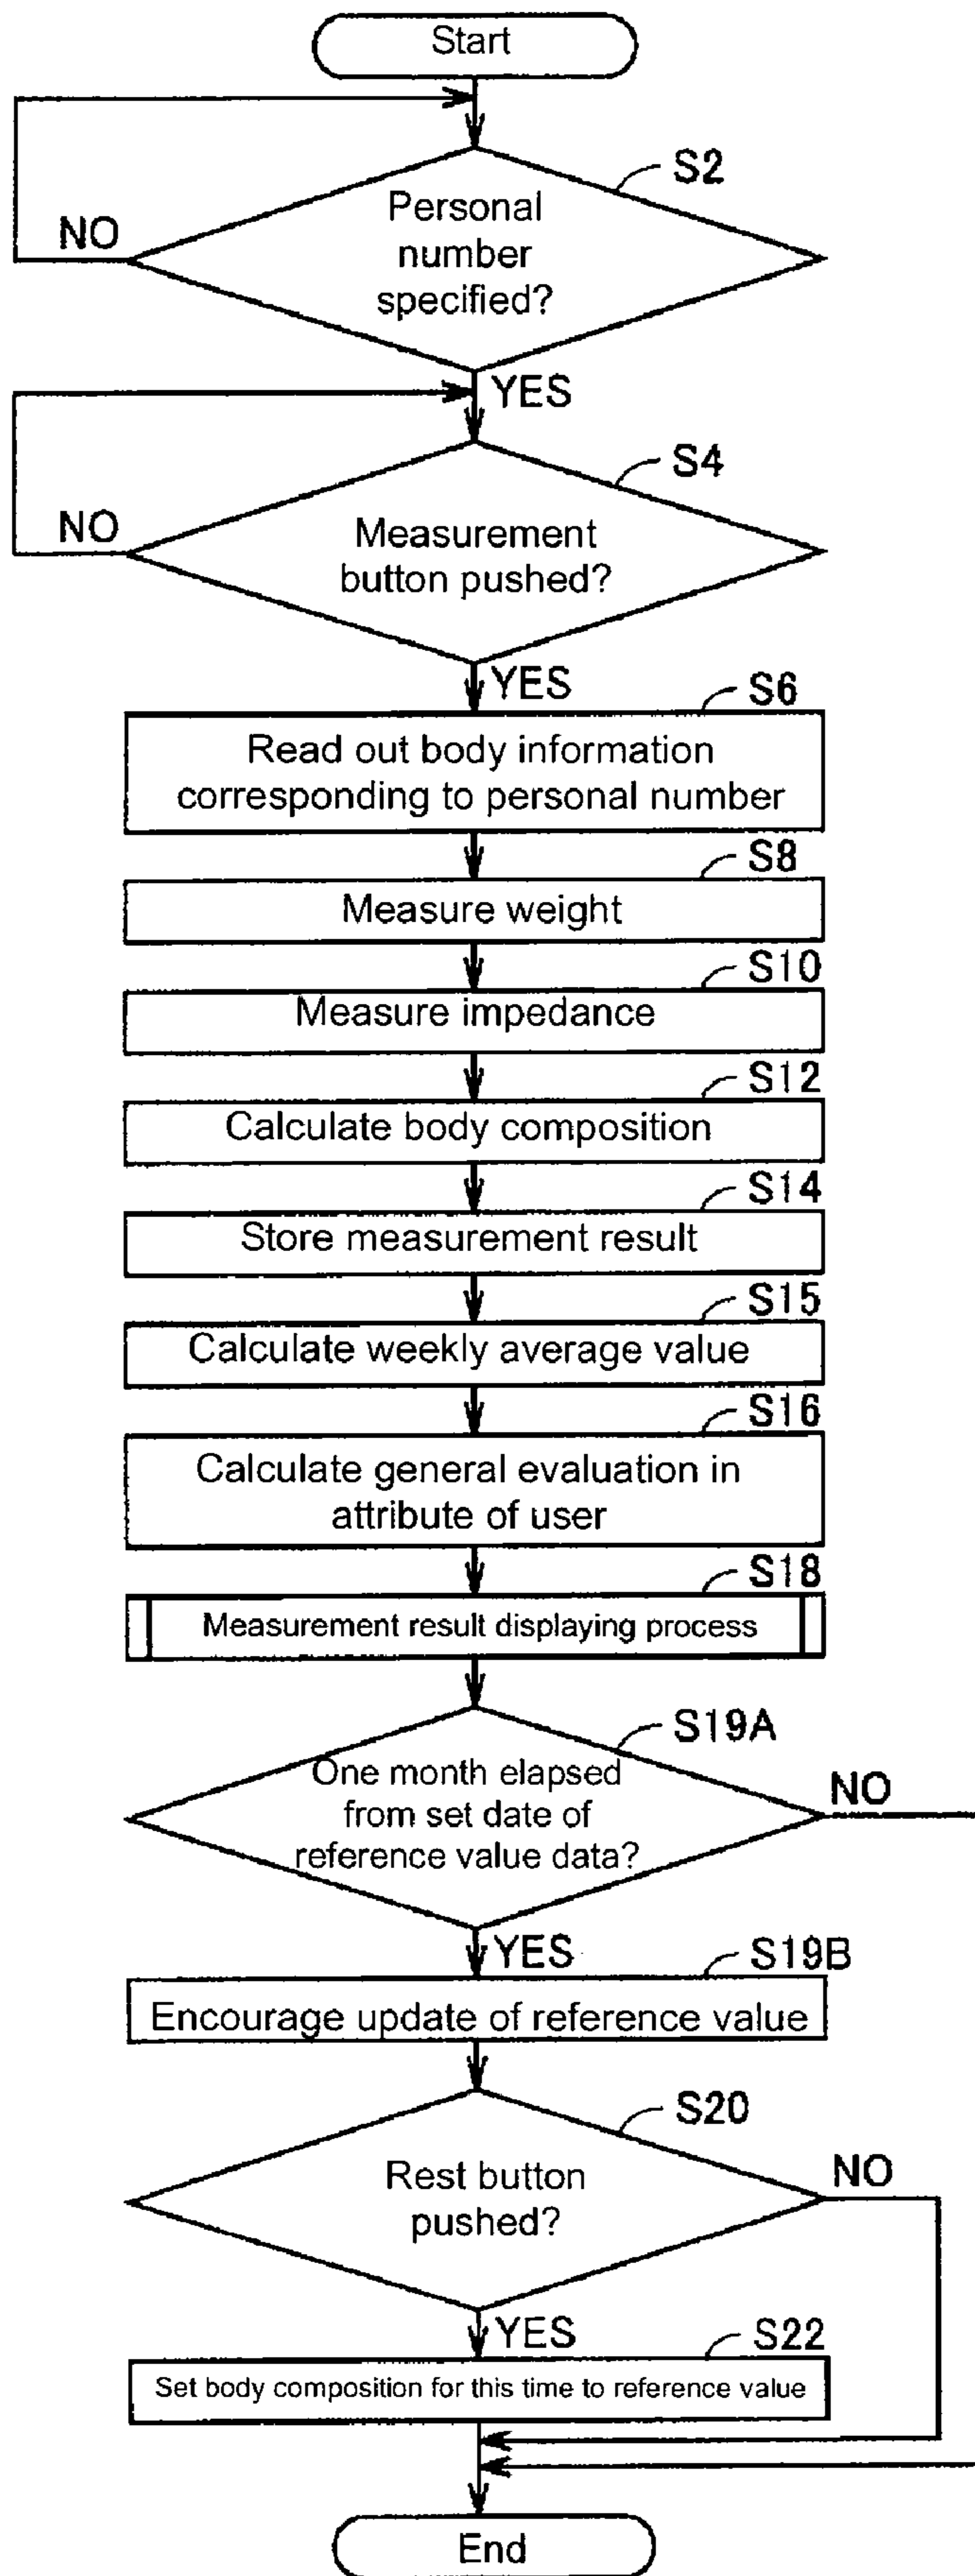 Start
S2
Personal
number
specified?
NO
YES
S4
Measurement
button pushed?
NO
YES
S6
Read out body information
corresponding to personal number
S8
Measure weight
S10
Measure impedance
S12
Calculate body composition
S14
Store measurement result
S15
Calculate weekly average value
S16
Calculate general evaluation in
attribute of user
S18
Measurement result displaying process
S19A
One month elapsed
from set date of
reference value data?
NO
YES
S19B
Encourage update of reference value
S20
Rest button
pushed?
NO
YES
S22
Set body composition for this time to reference value
End